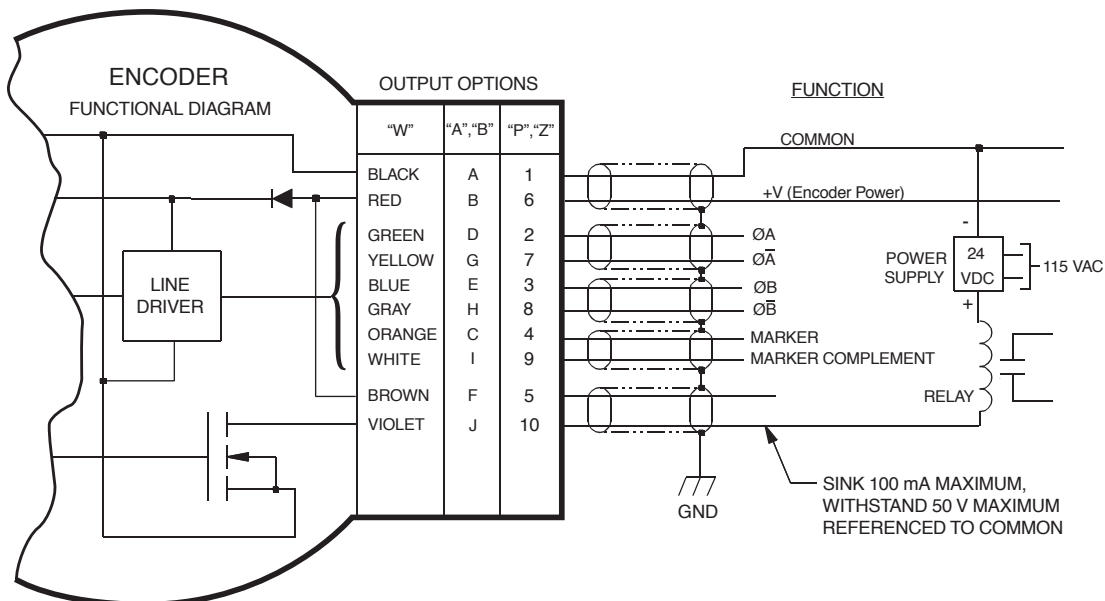 ENCODER
FUNCTIONAL DIAGRAM
OUTPUT OPTIONS
FUNCTION
“W” “A”,“B” “P”,“Z”
BLACK A 1
RED B 6
GREEN D 2
YELLOW G 7
BLUE E 3
GRAY H 8
ORANGE C 4
WHITE I 9
BROWN F 5
VIOLET J 10
LINE
DRIVER
COMMON
+V (Encoder Power)
ØA
ØA̅
ØB
ØB̅
MARKER
MARKER COMPLEMENT
GND
-
POWER
SUPPLY
24
VDC
115 VAC
+
RELAY
SINK 100 mA MAXIMUM,
WITHSTAND 50 V MAXIMUM
REFERENCED TO COMMON